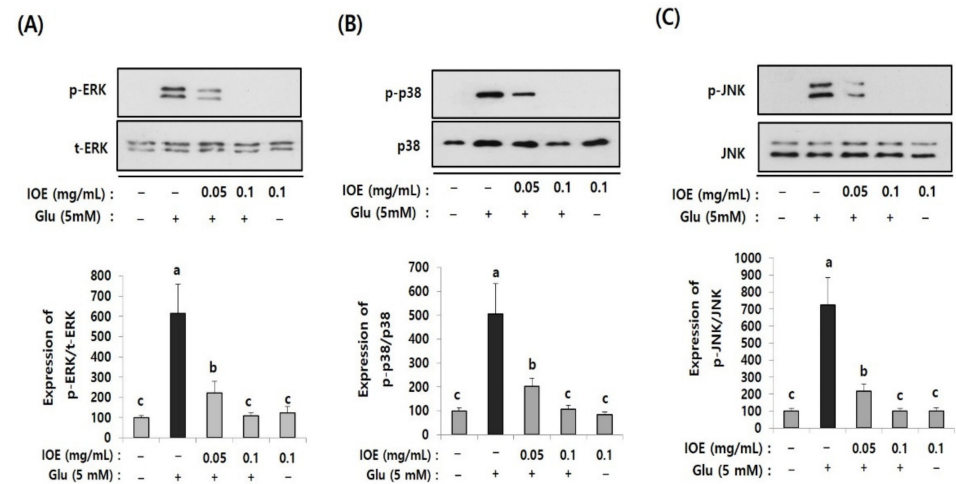 (A)
p-ERK
t-ERK
IOE (mg/mL) : – – 0.05 0.1 0.1
Glu (5mM) : – + + + –
Expression of
p-ERK/t-ERK
800
700
600
500
400
300
200
100
0
c a b c c
IOE (mg/mL) : – – 0.05 0.1 0.1
Glu (5 mM) : – + + + –
(B)
p-p38
p38
IOE (mg/mL) : – – 0.05 0.1 0.1
Glu (5mM) : – + + + –
Expression of
p-p38/p38
700
600
500
400
300
200
100
0
c a b c c
IOE (mg/mL) : – – 0.05 0.1 0.1
Glu (5 mM) : – + + + –
(C)
p-JNK
JNK
IOE (mg/mL) : – – 0.05 0.1 0.1
Glu (5mM) : – + + + –
Expression of
p-JNK/JNK
1000
900
800
700
600
500
400
300
200
100
0
c a b c c
IOE (mg/mL) : – – 0.05 0.1 0.1
Glu (5 mM) : – + + + –